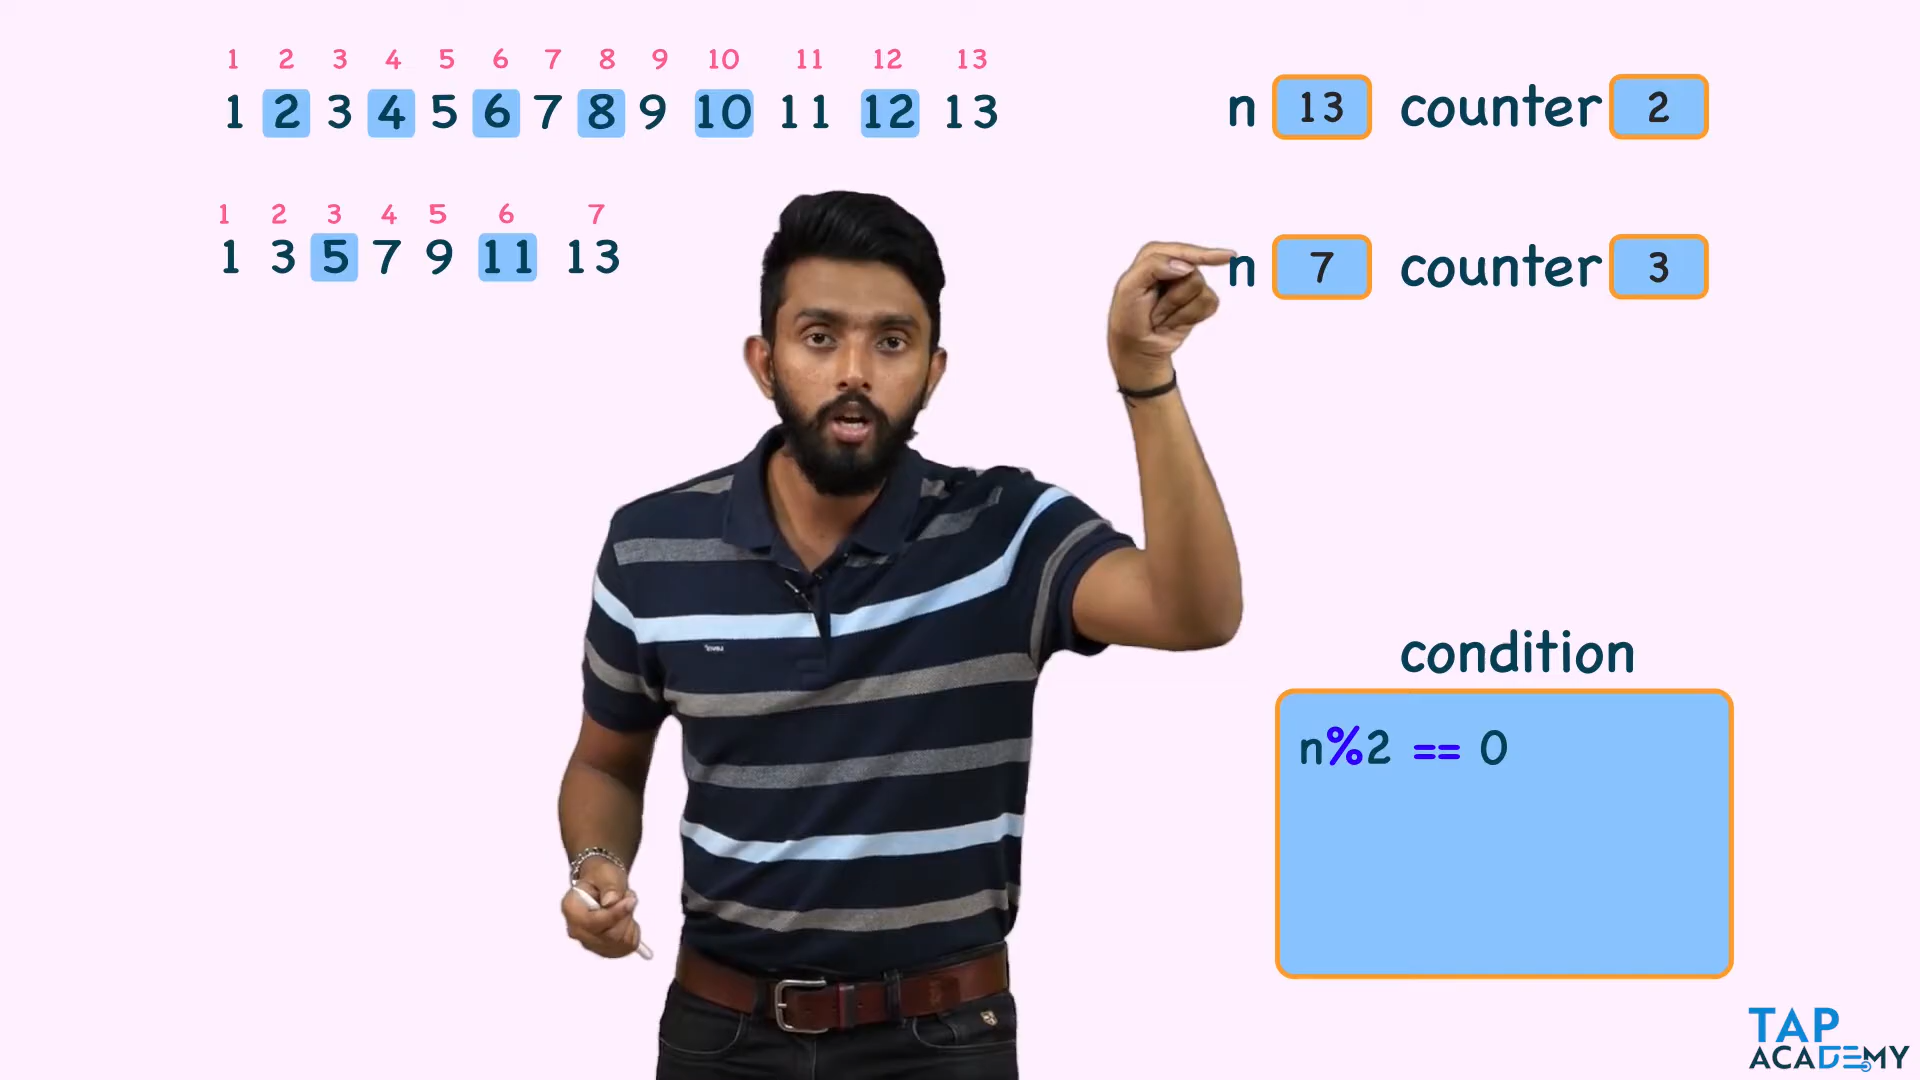 1 2 3 4 5 6 7 8 9 10 11 12 13
1 2 3 4 5 6 7 8 9 10 11 12 13
n 13 counter 2
1 2 3 4 5 6 7
1 3 5 7 9 11 13
n 7 counter 3
condition
n%2 == 0
TAP
ACADEMY